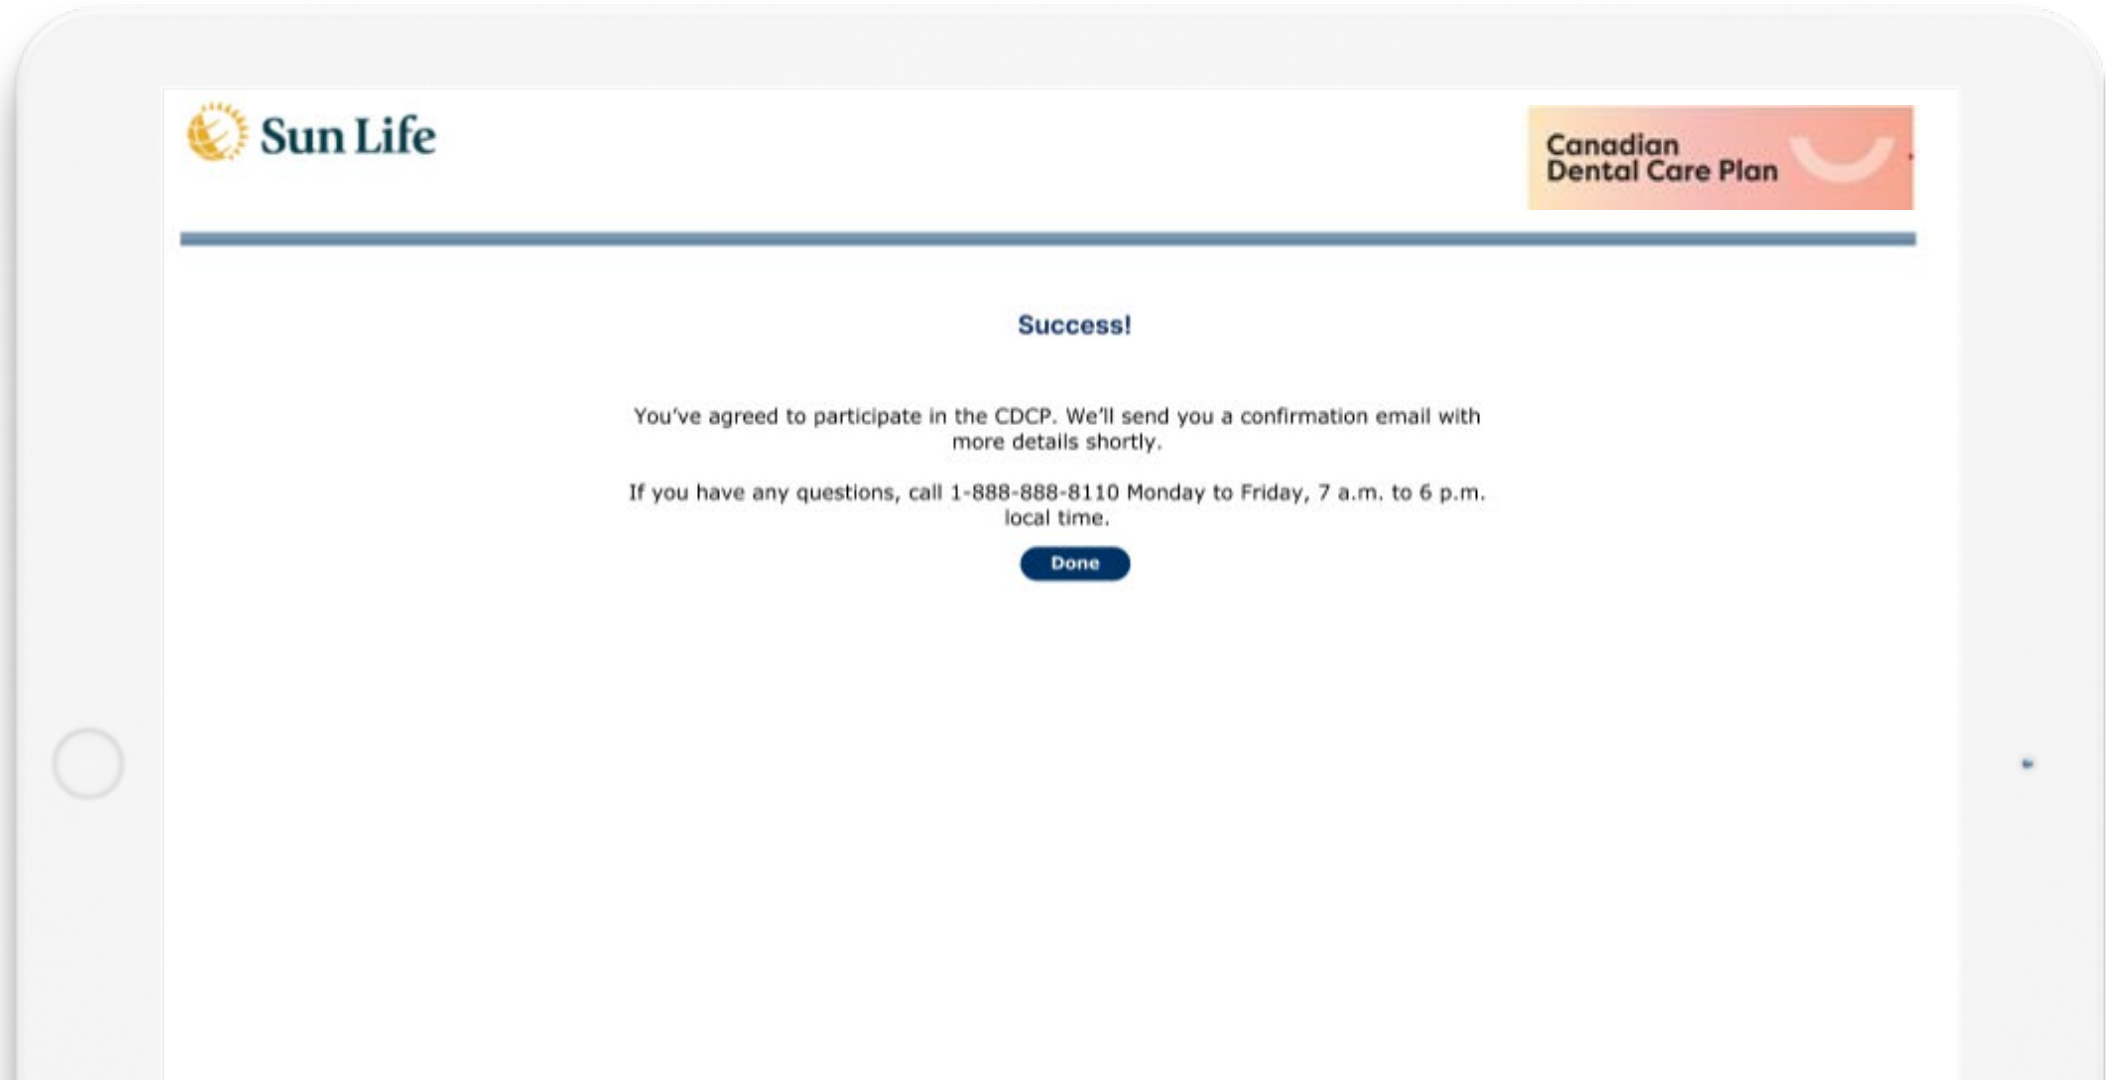 Sun Life
Canadian
Dental Care Plan
Success!
You’ve agreed to participate in the CDCP. We’ll send you a confirmation email with
more details shortly.
If you have any questions, call 1-888-888-8110 Monday to Friday, 7 a.m. to 6 p.m.
local time.
Done